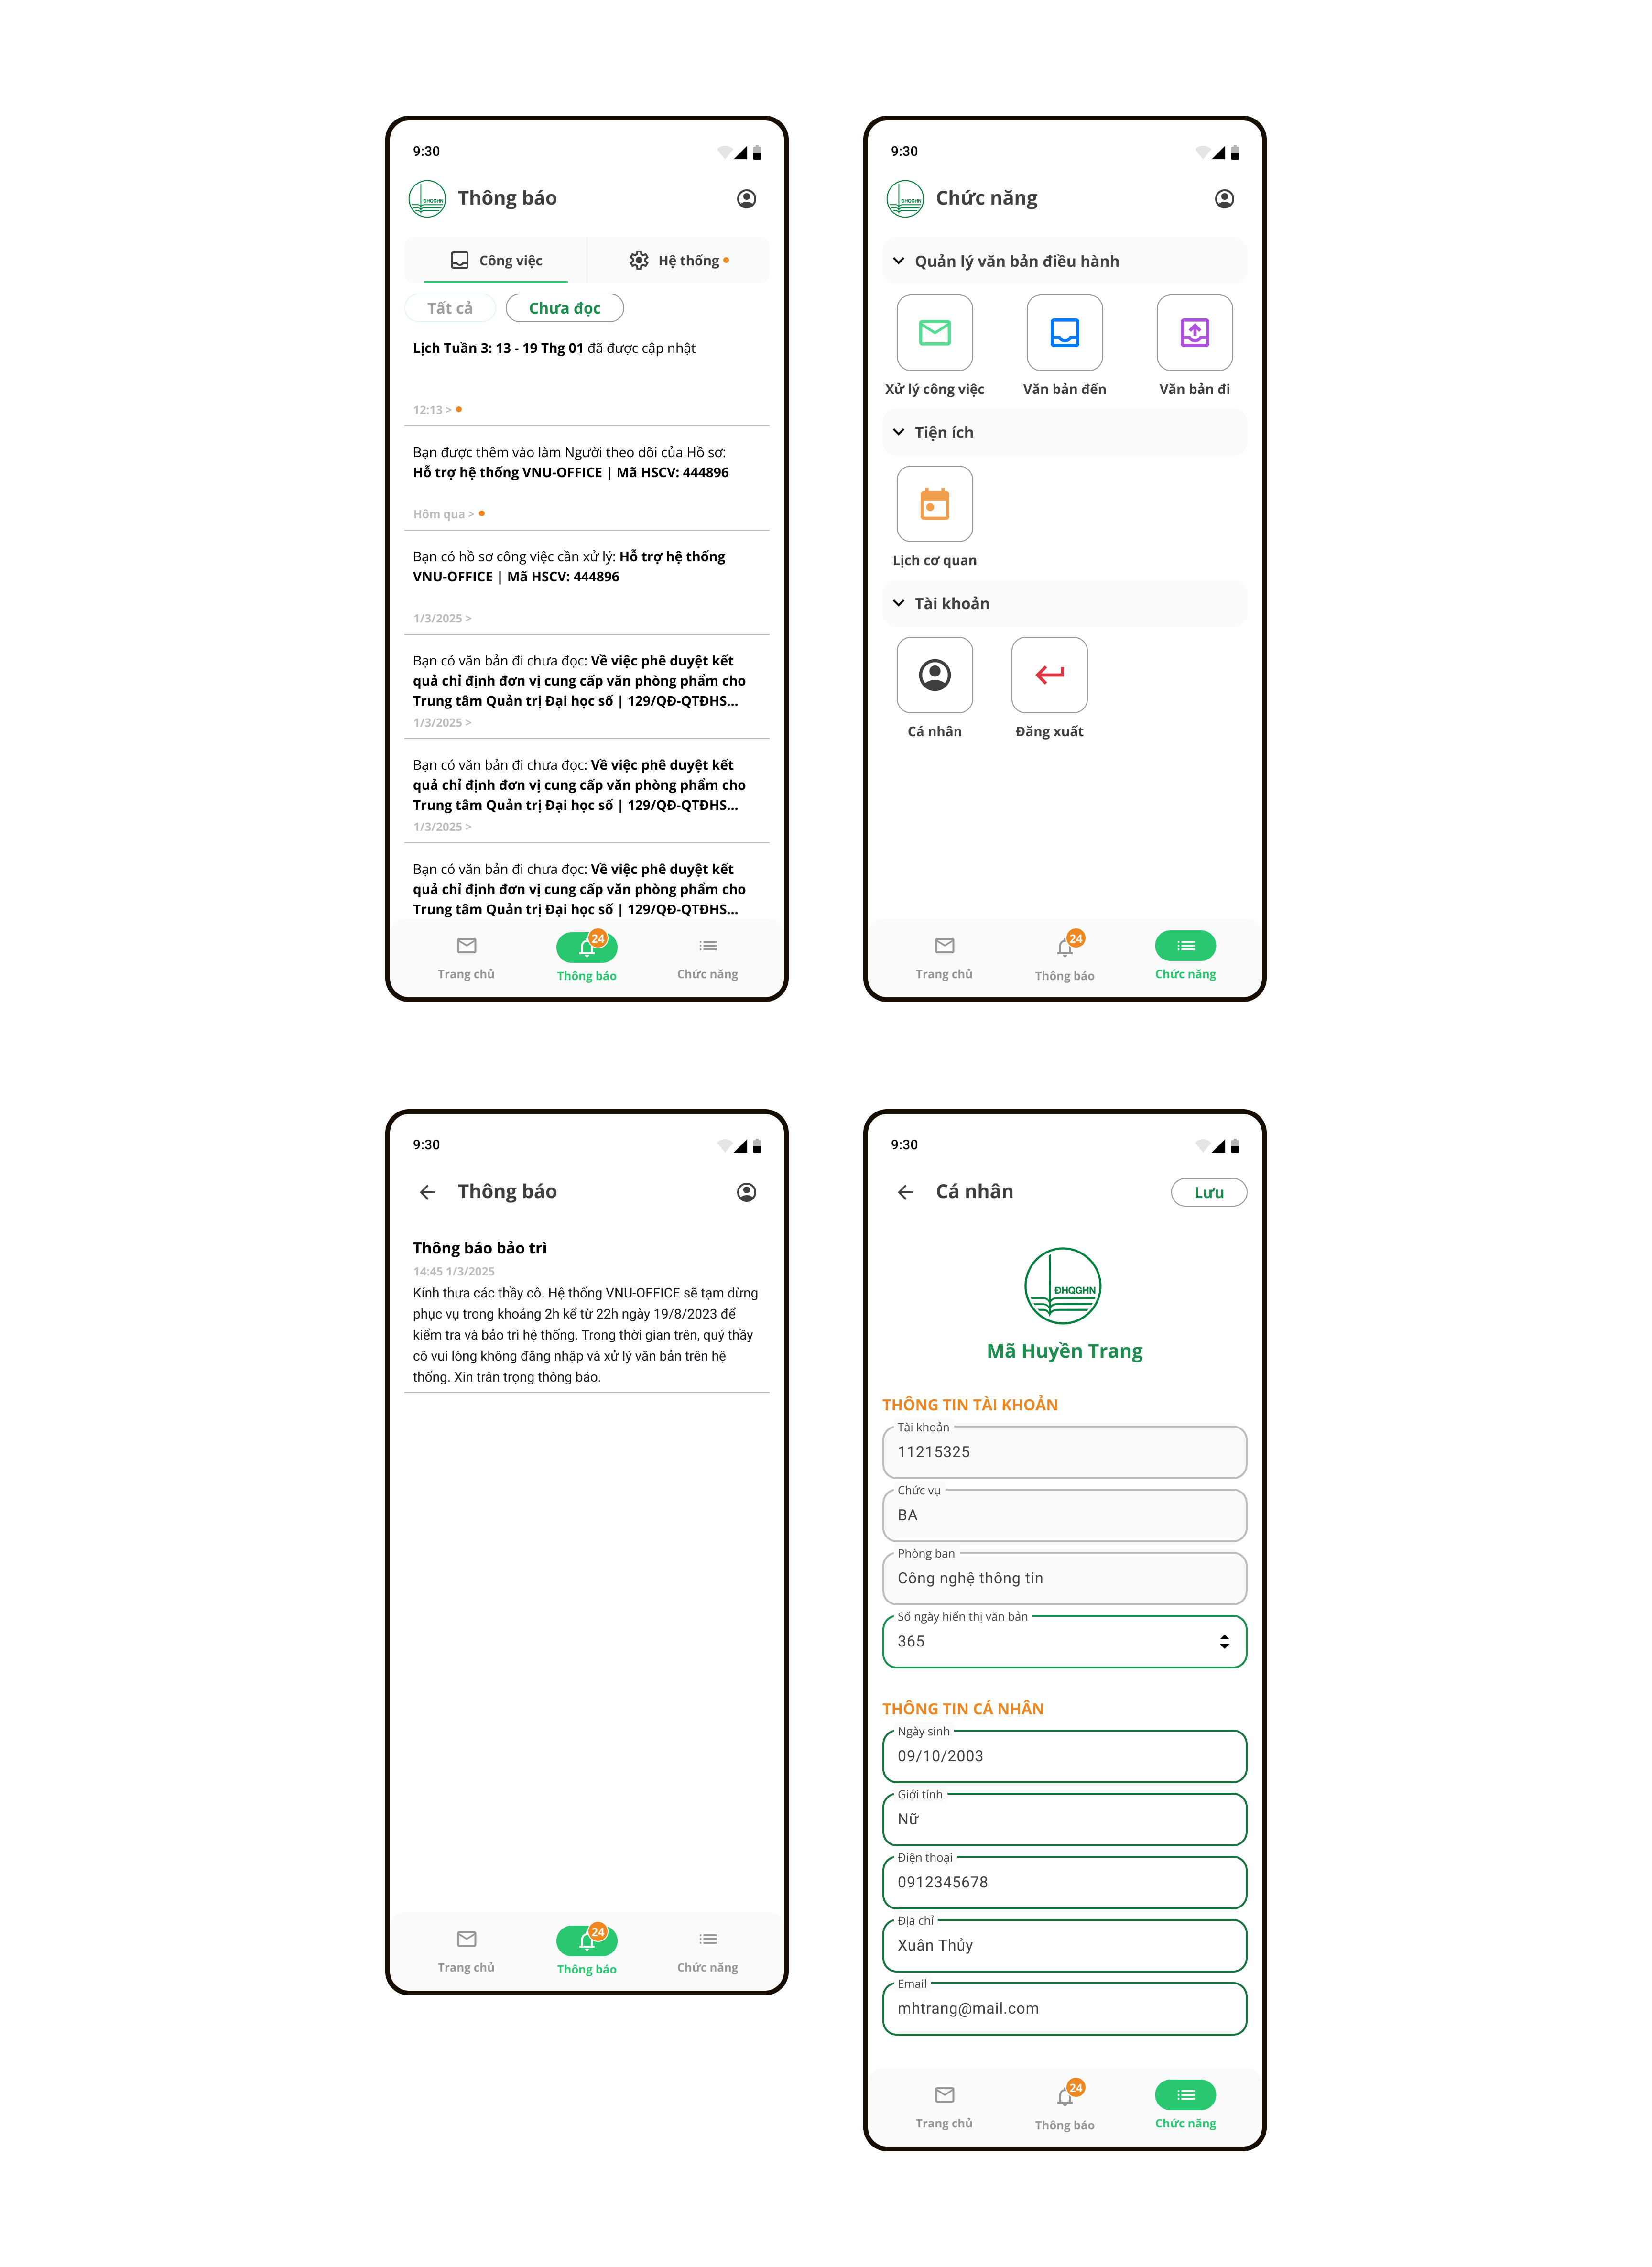 9:30
ĐHQGHN
Thông báo
Công việc
Hệ thống
Tất cả
Chưa đọc
Lịch Tuần 3: 13 - 19 Thg 01 đã được cập nhật
12:13 >
Bạn được thêm vào làm Người theo dõi của Hồ sơ:
Hỗ trợ hệ thống VNU-OFFICE | Mã HSCV: 444896
Hôm qua >
Bạn có hồ sơ công việc cần xử lý: Hỗ trợ hệ thống
VNU-OFFICE | Mã HSCV: 444896
1/3/2025 >
Bạn có văn bản đi chưa đọc: Về việc phê duyệt kết
quả chỉ định đơn vị cung cấp văn phòng phẩm cho
Trung tâm Quản trị Đại học số | 129/QĐ-QTĐHS...
1/3/2025 >
Bạn có văn bản đi chưa đọc: Về việc phê duyệt kết
quả chỉ định đơn vị cung cấp văn phòng phẩm cho
Trung tâm Quản trị Đại học số | 129/QĐ-QTĐHS...
1/3/2025 >
Bạn có văn bản đi chưa đọc: Về việc phê duyệt kết
quả chỉ định đơn vị cung cấp văn phòng phẩm cho
Trung tâm Quản trị Đại học số | 129/QĐ-QTĐHS...
24
Trang chủ
Thông báo
Chức năng
9:30
ĐHQGHN
Chức năng
Quản lý văn bản điều hành
Xử lý công việc
Văn bản đến
Văn bản đi
Tiện ích
Lịch cơ quan
Tài khoản
Cá nhân
Đăng xuất
24
Trang chủ
Thông báo
Chức năng
9:30
Thông báo
Thông báo bảo trì
14:45 1/3/2025
Kính thưa các thầy cô. Hệ thống VNU-OFFICE sẽ tạm dừng
phục vụ trong khoảng 2h kể từ 22h ngày 19/8/2023 để
kiểm tra và bảo trì hệ thống. Trong thời gian trên, quý thầy
cô vui lòng không đăng nhập và xử lý văn bản trên hệ
thống. Xin trân trọng thông báo.
24
Trang chủ
Thông báo
Chức năng
9:30
Cá nhân
Lưu
ĐHQGHN
Mã Huyền Trang
THÔNG TIN TÀI KHOẢN
Tài khoản
11215325
Chức vụ
BA
Phòng ban
Công nghệ thông tin
Số ngày hiển thị văn bản
365
THÔNG TIN CÁ NHÂN
Ngày sinh
09/10/2003
Giới tính
Nữ
Điện thoại
0912345678
Địa chỉ
Xuân Thủy
Email
mhtrang@mail.com
24
Trang chủ
Thông báo
Chức năng